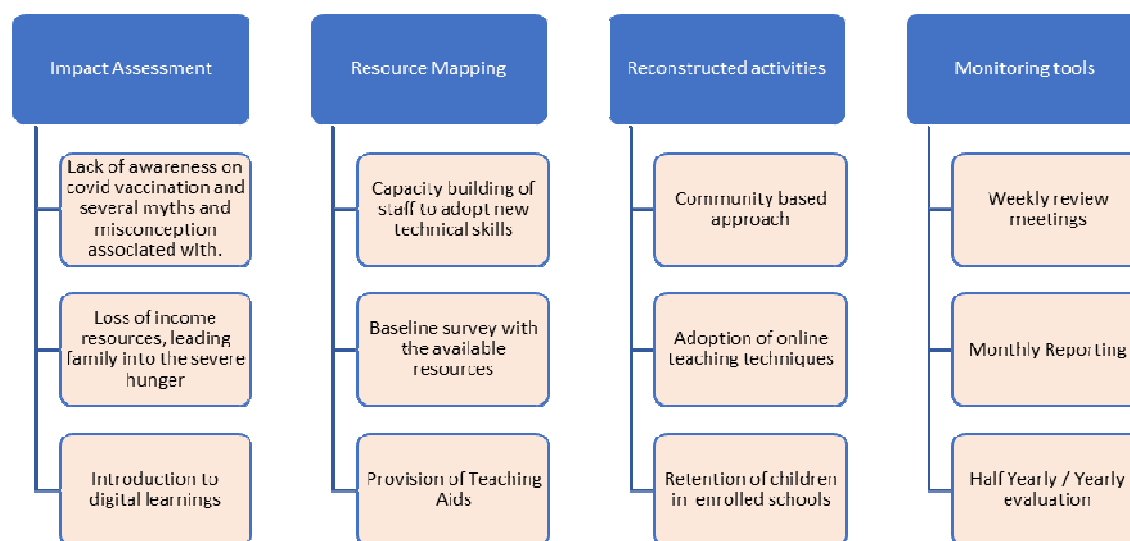 Impact Assessment
Lack of awareness on
covid vaccination and
several myths and
misconception
associated with.
Loss of income
resources, leading
family into the severe
hunger
Introduction to
digital learnings
Resource Mapping
Capacity building of
staff to adopt new
technical skills
Baseline survey with
the available
resources
Provision of Teaching
Aids
Reconstructed activities
Community based
approach
Adoption of online
teaching techniques
Retention of children
in enrolled schools
Monitoring tools
Weekly review
meetings
Monthly Reporting
Half Yearly / Yearly
evaluation